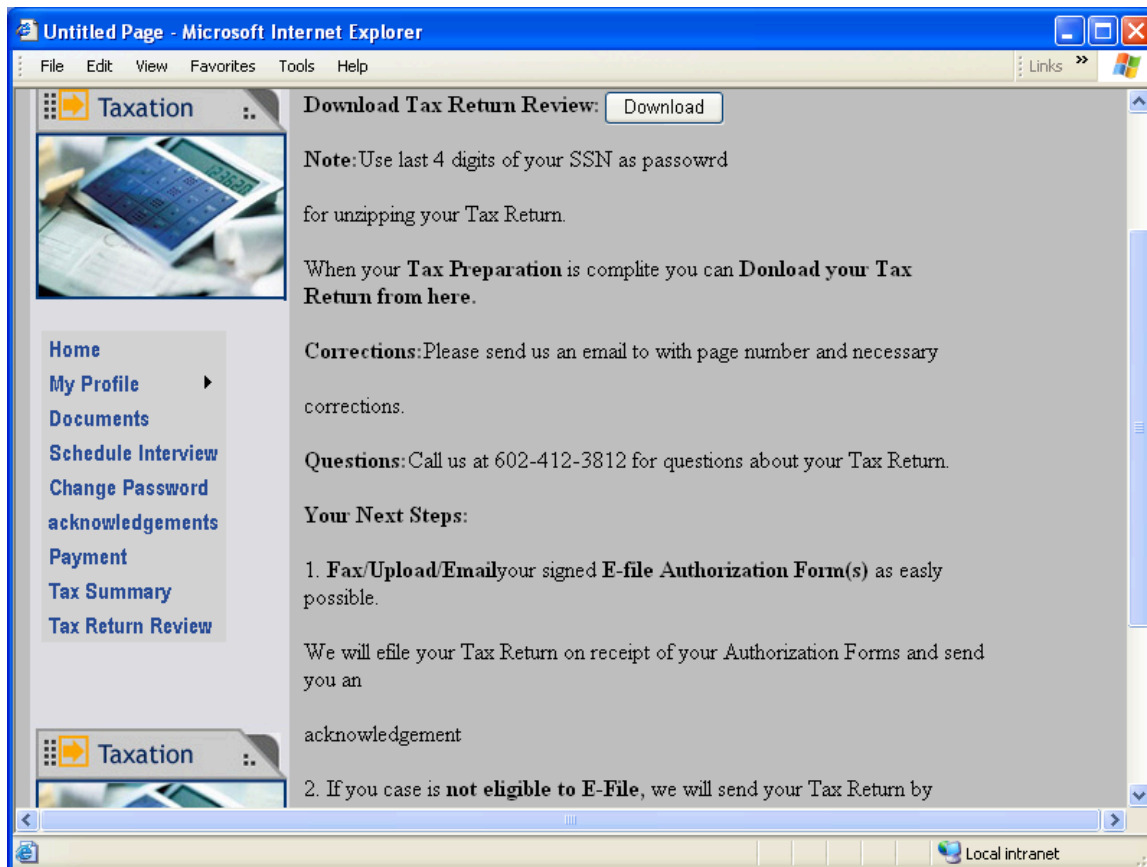 Untitled Page - Microsoft Internet Explorer
File Edit View Favorites Tools Help
Links »
Taxation
123620
Home
My Profile
Documents
Schedule Interview
Change Password
acknowledgements
Payment
Tax Summary
Tax Return Review
Taxation
Download Tax Return Review: Download
Note:Use last 4 digits of your SSN as passowrd
for unzipping your Tax Return.
When your Tax Preparation is complite you can Donload your Tax
Return from here.
Corrections:Please send us an email to with page number and necessary
corrections.
Questions:Call us at 602-412-3812 for questions about your Tax Return.
Your Next Steps:
1. Fax/Upload/Emailyour signed E-file Authorization Form(s) as easly
possible.
We will efile your Tax Return on receipt of your Authorization Forms and send
you an
acknowledgement
2. If you case is not eligible to E-File, we will send your Tax Return by
Local intranet